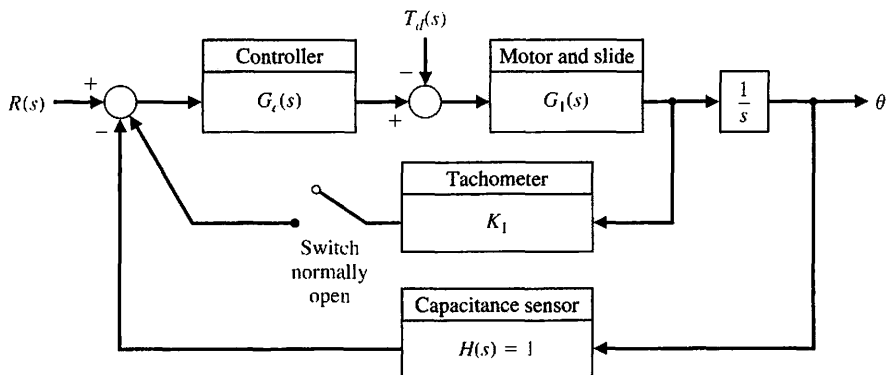 T_d(s)
Controller
Motor and slide
R(s)
+
−
G_c(s)
−
+
G_1(s)
1
s
θ
Tachometer
K_1
Switch
normally
open
Capacitance sensor
H(s) = 1